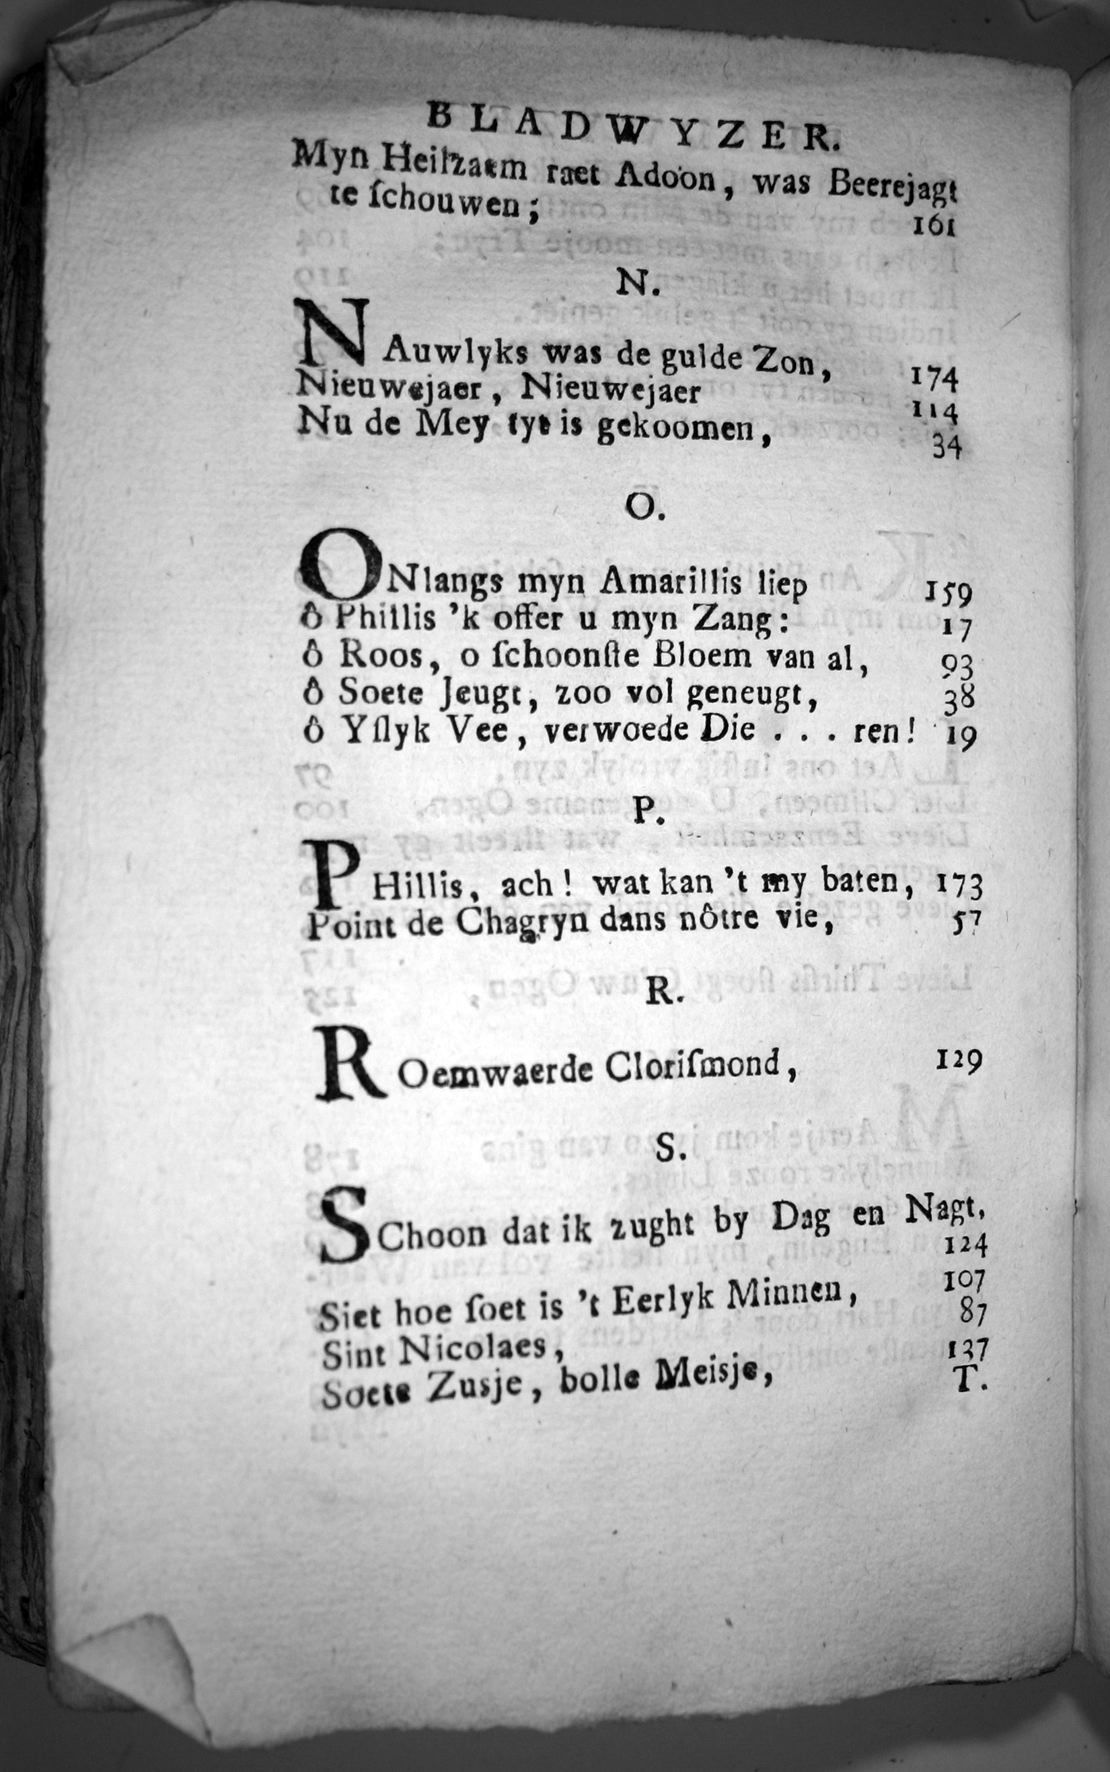 BLADWYZER.
Myn Heilzaem raet Adoon, was Beerejagt
te ſchouwen; 161
N.
NAuwlyks was de gulde Zon, 174
Nieuwejaer, Nieuwejaer 114
Nu de Mey tyt is gekoomen, 34
O.
ONlangs myn Amarillis liep 159
ô Phillis 'k offer u myn Zang: 17
ô Roos, o ſchoonſte Bloem van al, 93
ô Soete Jeugt, zoo vol geneugt, 38
ô Yſlyk Vee, verwoede Die . . . ren! 19
P.
PHillis, ach! wat kan 't my baten, 173
Point de Chagryn dans nôtre vie, 57
R.
ROemwaerde Cloriſmond, 129
S.
SChoon dat ik zught by Dag en Nagt,
124
Siet hoe ſoet is 't Eerlyk Minnen, 107
Sint Nicolaes, 87
Soete Zusje, bolle Meisje, 137
T.